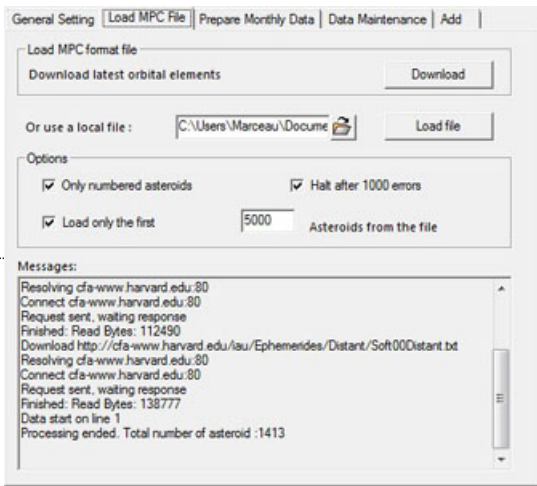 General Setting Load MPC File Prepare Monthly Data Data Maintenance Add
Load MPC format file
Download latest orbital elements Download
Or use a local file : C:\Users\Marceau\Docume Load file
Options
Only numbered asteroids Halt after 1000 errors
Load only the first 5000 Asteroids from the file
Messages:
Resolving cfa-www.harvard.edu:80
Connect cfa-www.harvard.edu:80
Request sent, waiting response
Finished: Read Bytes: 112490
Download http://cfa-www.harvard.edu/iau/Ephemerides/Distant/Soft00Distant.txt
Resolving cfa-www.harvard.edu:80
Connect cfa-www.harvard.edu:80
Request sent, waiting response
Finished: Read Bytes: 138777
Data start on line 1
Processing ended. Total number of asteroid :1413